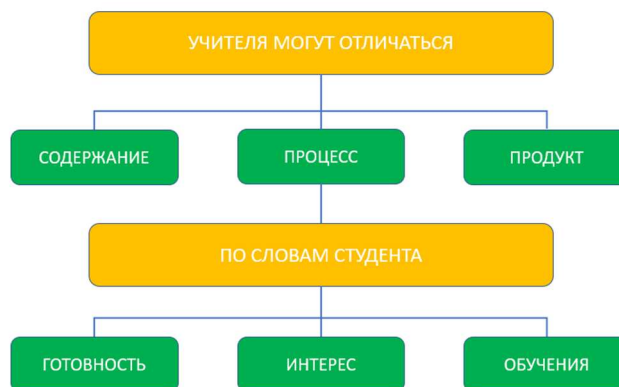 УЧИТЕЛЯ МОГУТ ОТЛИЧАТЬСЯ
СОДЕРЖАНИЕ
ПРОЦЕСС
ПРОДУКТ
ПО СЛОВАМ СТУДЕНТА
ГОТОВНОСТЬ
ИНТЕРЕС
ОБУЧЕНИЯ